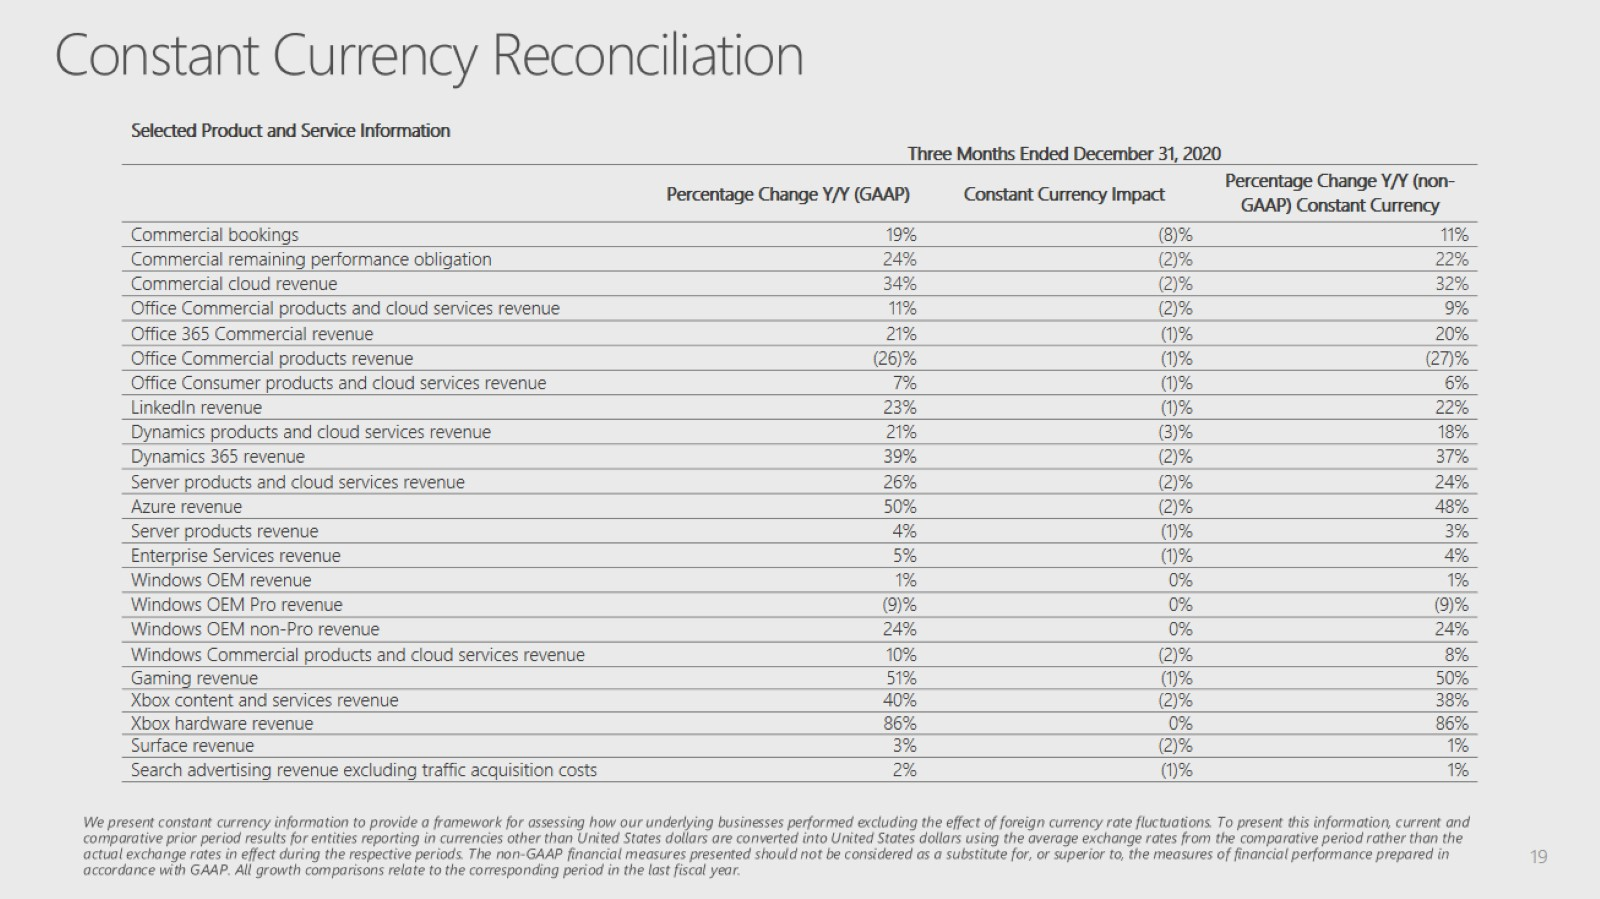 Constant Currency Reconciliation
Selected Product and Service Information
Three Months Ended December 31, 2020
Percentage Change Y/Y (GAAP) Constant Currency Impact Percentage Change Y/Y (non-
GAAP) Constant Currency
Commercial bookings 19% (8)% 11%
Commercial remaining performance obligation 24% (2)% 22%
Commercial cloud revenue 34% (2)% 32%
Office Commercial products and cloud services revenue 11% (2)% 9%
Office 365 Commercial revenue 21% (1)% 20%
Office Commercial products revenue (26)% (1)% (27)%
Office Consumer products and cloud services revenue 7% (1)% 6%
LinkedIn revenue 23% (1)% 22%
Dynamics products and cloud services revenue 21% (3)% 18%
Dynamics 365 revenue 39% (2)% 37%
Server products and cloud services revenue 26% (2)% 24%
Azure revenue 50% (2)% 48%
Server products revenue 4% (1)% 3%
Enterprise Services revenue 5% (1)% 4%
Windows OEM revenue 1% 0% 1%
Windows OEM Pro revenue (9)% 0% (9)%
Windows OEM non-Pro revenue 24% 0% 24%
Windows Commercial products and cloud services revenue 10% (2)% 8%
Gaming revenue 51% (1)% 50%
Xbox content and services revenue 40% (2)% 38%
Xbox hardware revenue 86% 0% 86%
Surface revenue 3% (2)% 1%
Search advertising revenue excluding traffic acquisition costs 2% (1)% 1%
We present constant currency information to provide a framework for assessing how our underlying businesses performed excluding the effect of foreign currency rate fluctuations. To present this information, current and
comparative prior period results for entities reporting in currencies other than United States dollars are converted into United States dollars using the average exchange rates from the comparative period rather than the
actual exchange rates in effect during the respective periods. The non-GAAP financial measures presented should not be considered as a substitute for, or superior to, the measures of financial performance prepared in
accordance with GAAP. All growth comparisons relate to the corresponding period in the last fiscal year.
19